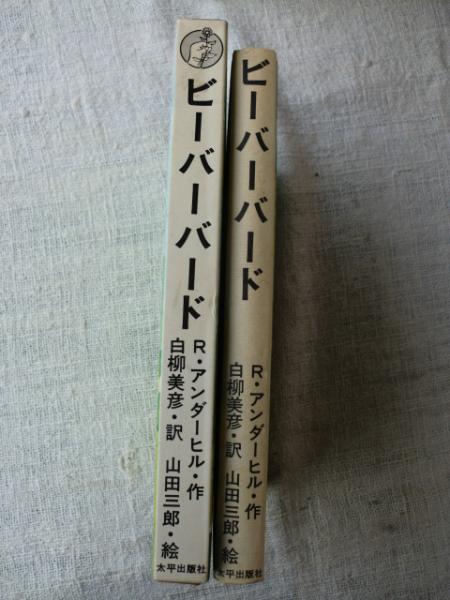 ビーバーバード
R・アンダーヒル・作
白柳美彦・訳 山田三郎・絵
太平出版社
ビーバーバード
R・アンダーヒル・作
白柳美彦・訳 山田三郎・絵
太平出版社